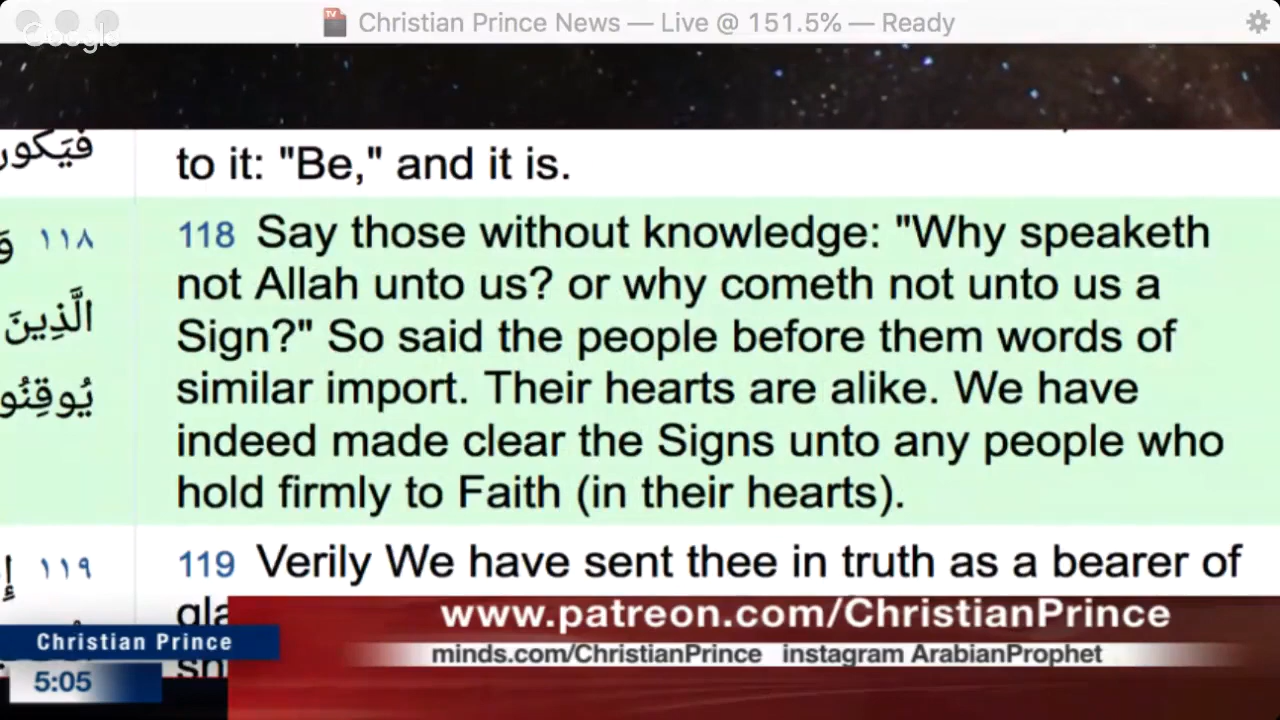 Christian Prince News — Live @ 151.5% — Ready
Google
فَيَكُون
to it: "Be," and it is.
١١٨
118 Say those without knowledge: "Why speaketh
not Allah unto us? or why cometh not unto us a
الَّذِينَ
Sign?" So said the people before them words of
similar import. Their hearts are alike. We have
indeed made clear the Signs unto any people who
hold firmly to Faith (in their hearts).
١١٩
119 Verily We have sent thee in truth as a bearer of
www.patreon.com/ChristianPrince
Christian Prince
minds.com/ChristianPrince instagram ArabianProphet
5:05